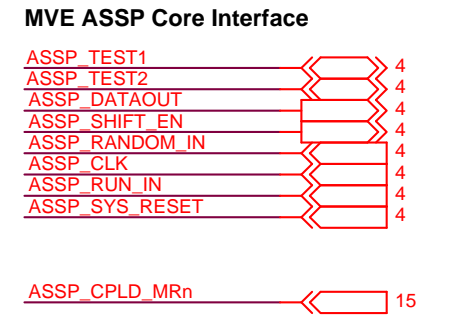 MVE ASSP Core Interface
ASSP_TEST1 4
ASSP_TEST2 4
ASSP_DATAOUT 4
ASSP_SHIFT_EN 4
ASSP_RANDOM_IN 4
ASSP_CLK 4
ASSP_RUN_IN 4
ASSP_SYS_RESET 4
ASSP_CPLD_MRn 15